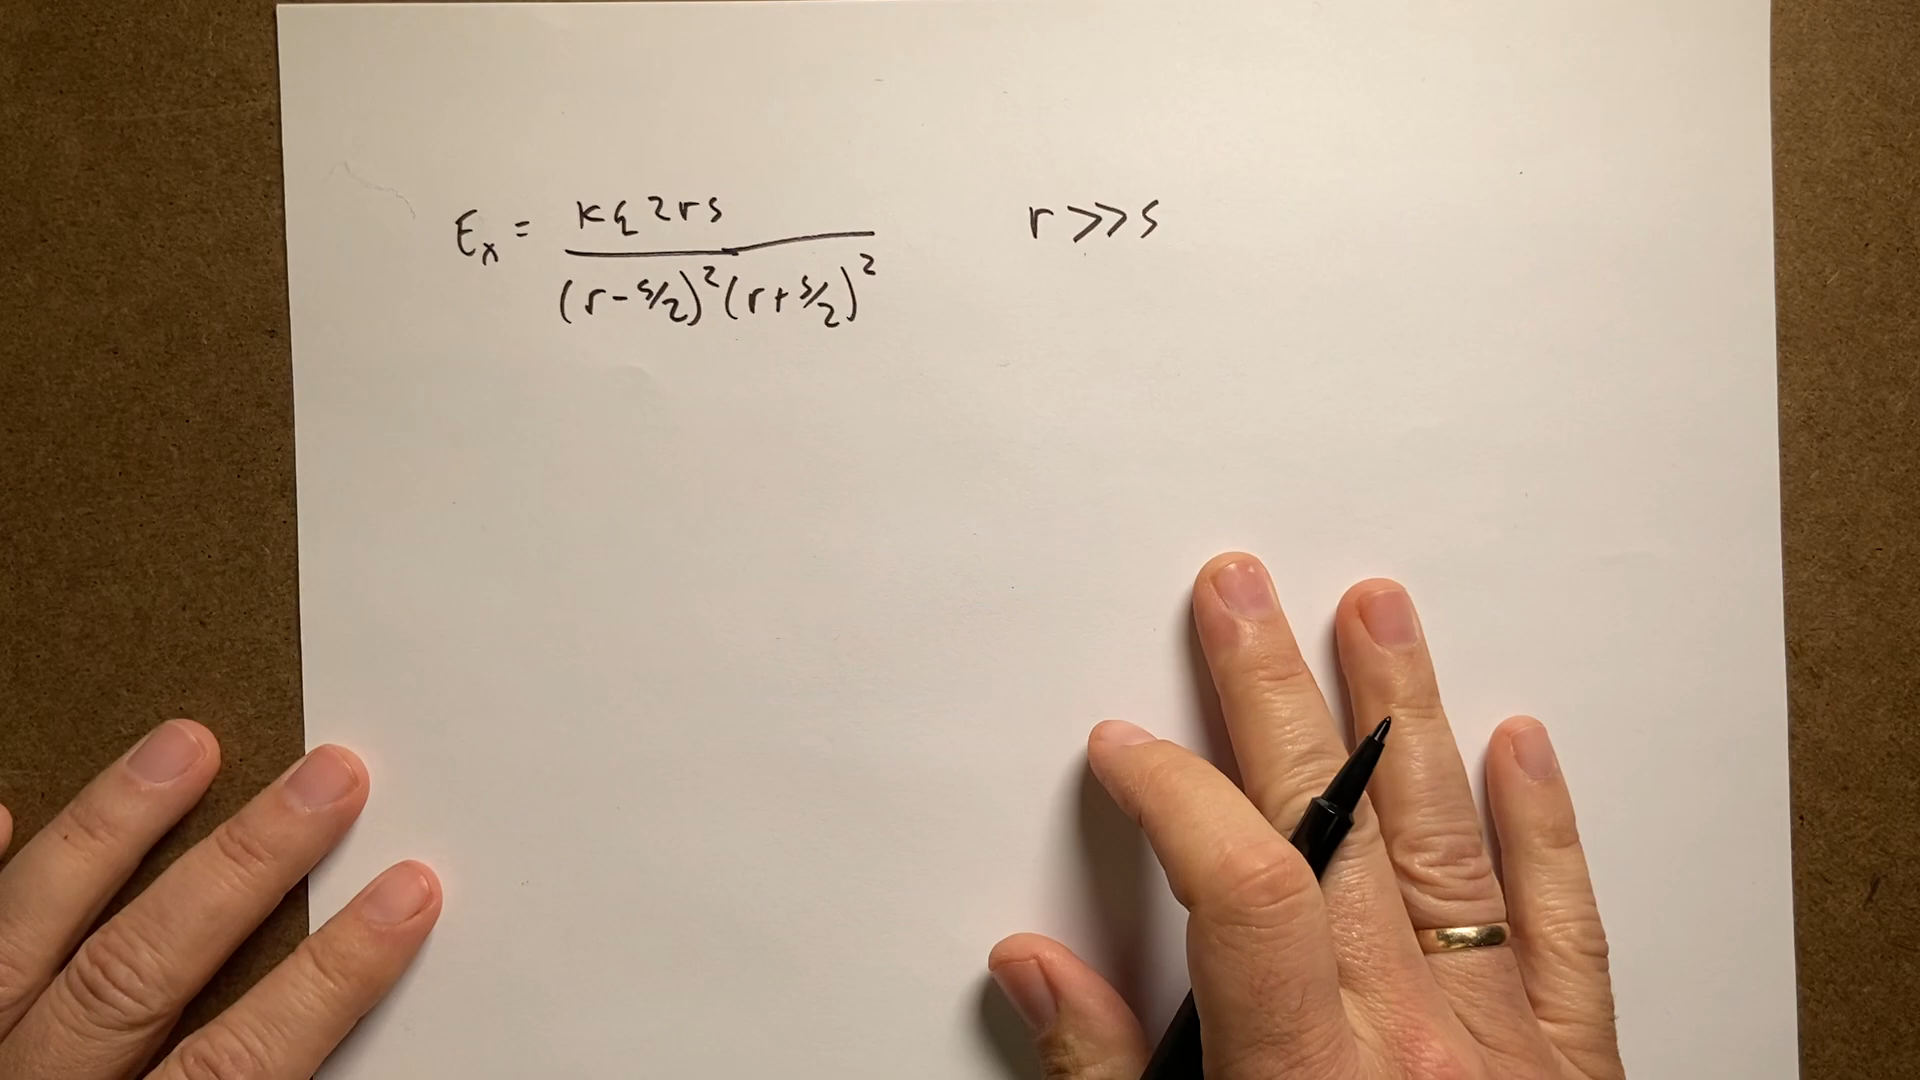 Ex = kq2rs / (r-s/2)²(r+s/2)²
r>>s